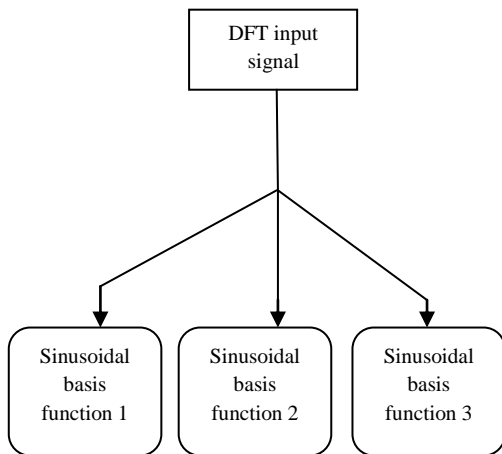 DFT input
signal
Sinusoidal
basis
function 1
Sinusoidal
basis
function 2
Sinusoidal
basis
function 3